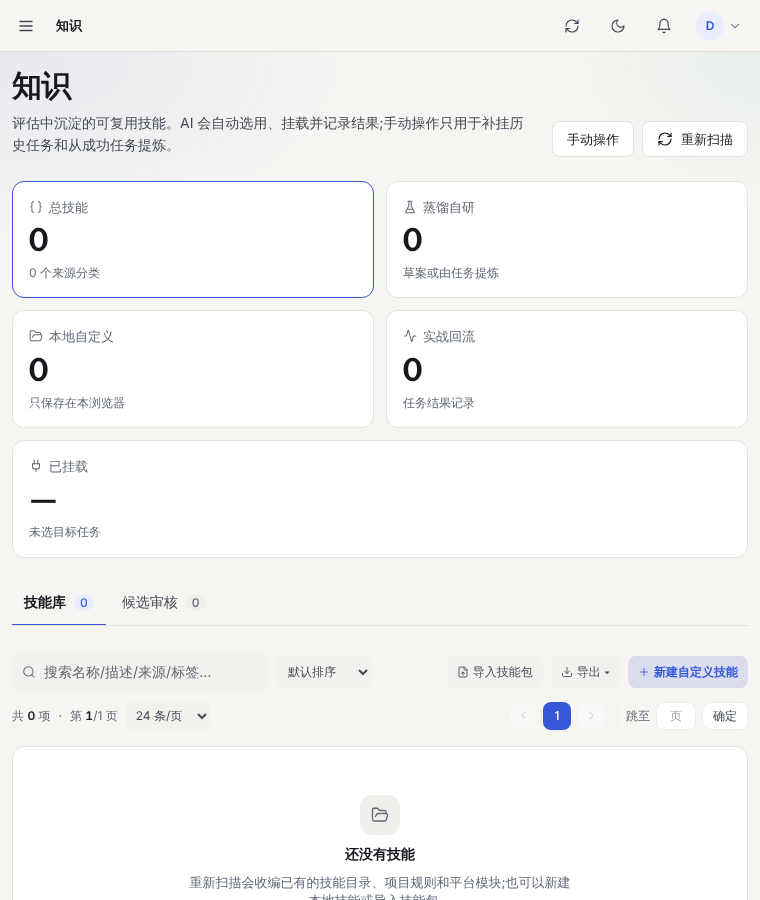 知识
D
知识
评估中沉淀的可复用技能。AI 会自动选用、挂载并记录结果;手动操作只用于补挂历
史任务和从成功任务提炼。
手动操作
重新扫描
总技能
0
0 个来源分类
蒸馏自研
0
草案或由任务提炼
本地自定义
0
只保存在本浏览器
实战回流
0
任务结果记录
已挂载
—
未选目标任务
技能库 0
候选审核 0
搜索名称/描述/来源/标签...
默认排序
导入技能包
导出
新建自定义技能
共 0 项 · 第 1/1 页
24 条/页
1
跳至
页
确定
还没有技能
重新扫描会收编已有的技能目录、项目规则和平台模块;也可以新建
本地技能或导入技能包